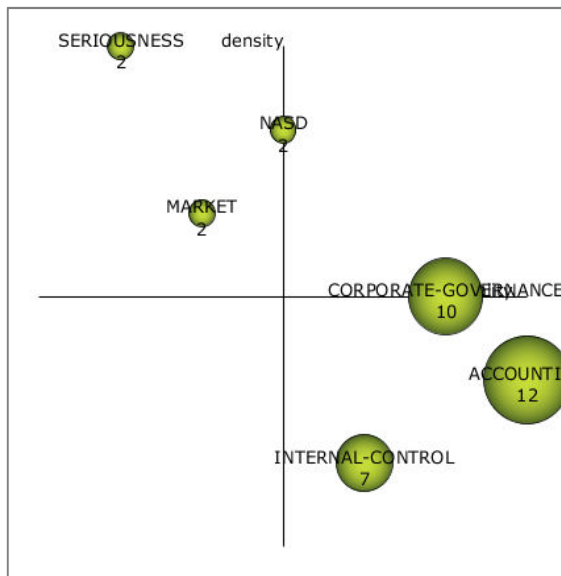 SERIOUSNESS
2
density
NASD
2
MARKET
2
CORPORATE-GOVERNANCE
10
ACCOUNTI
12
INTERNAL-CONTROL
7